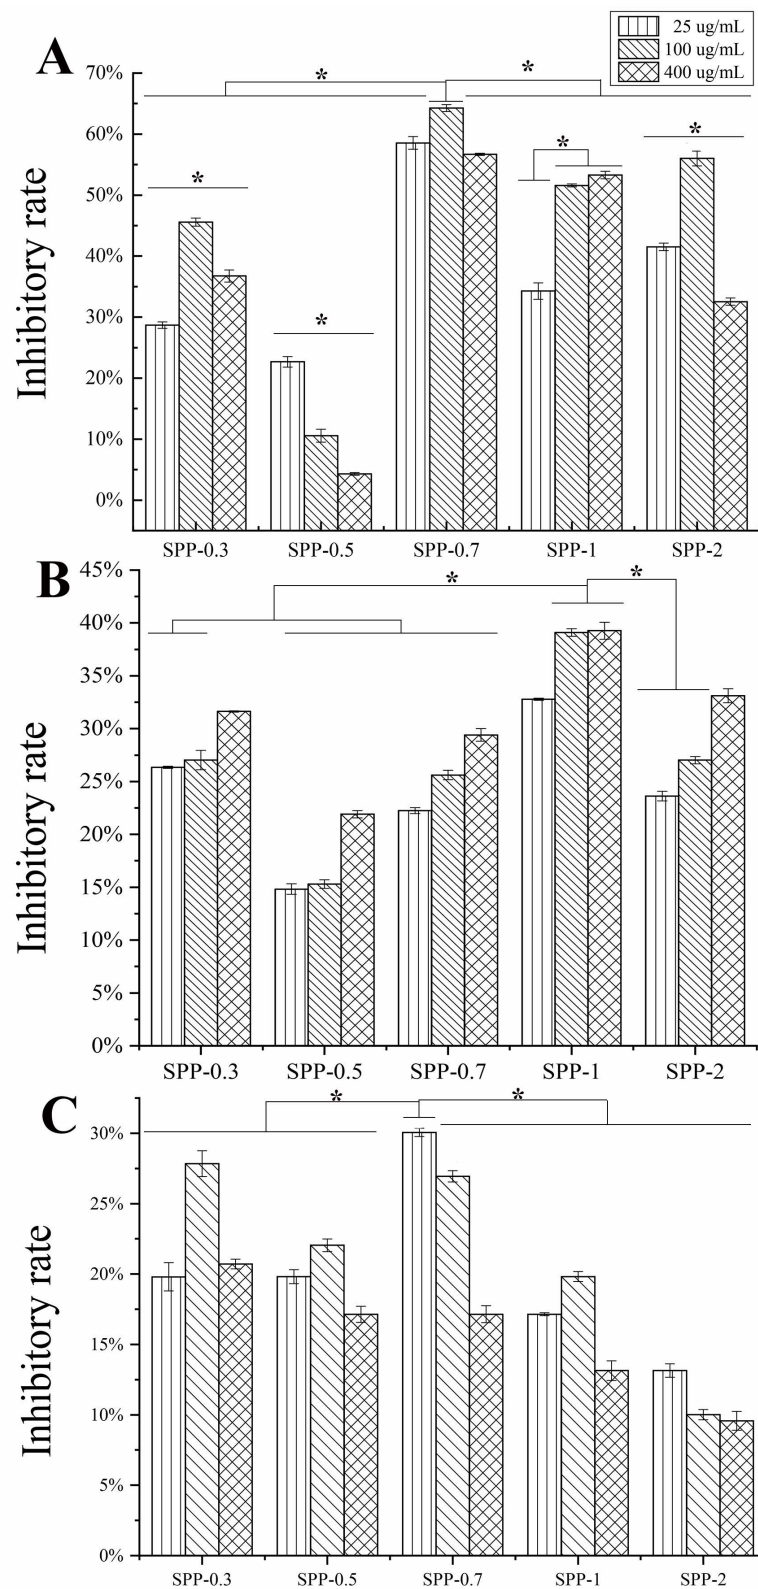 25 ug/mL
100 ug/mL
400 ug/mL
A
Inhibitory rate
70%
60%
50%
40%
30%
20%
10%
0%
*
*
*
*
*
*
SPP-0.3 SPP-0.5 SPP-0.7 SPP-1 SPP-2
B
Inhibitory rate
45%
40%
35%
30%
25%
20%
15%
10%
5%
0%
*
*
SPP-0.3 SPP-0.5 SPP-0.7 SPP-1 SPP-2
C
Inhibitory rate
30%
25%
20%
15%
10%
5%
0%
*
*
SPP-0.3 SPP-0.5 SPP-0.7 SPP-1 SPP-2